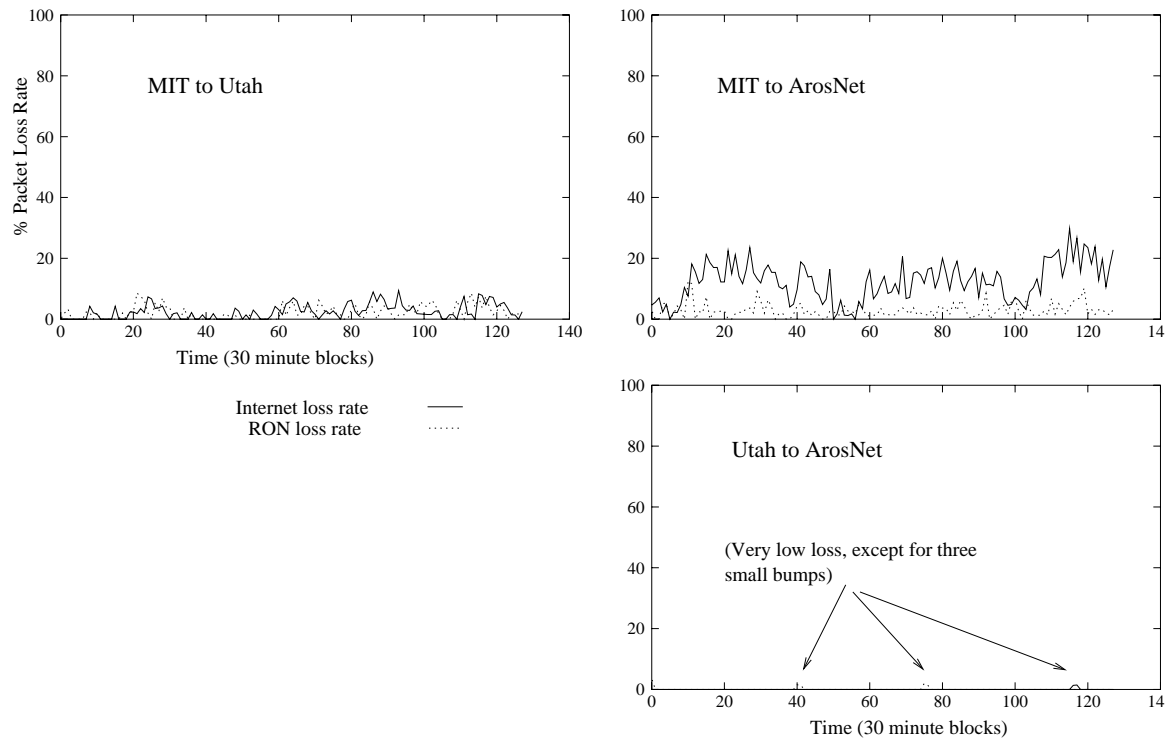 100
80
60
40
20
0
% Packet Loss Rate
MIT to Utah
0 20 40 60 80 100 120 140
Time (30 minute blocks)
Internet loss rate
RON loss rate
100
80
60
40
20
0
MIT to ArosNet
0 20 40 60 80 100 120 14
100
80
60
40
20
0
Utah to ArosNet
(Very low loss, except for three
small bumps)
0 20 40 60 80 100 120 14
Time (30 minute blocks)